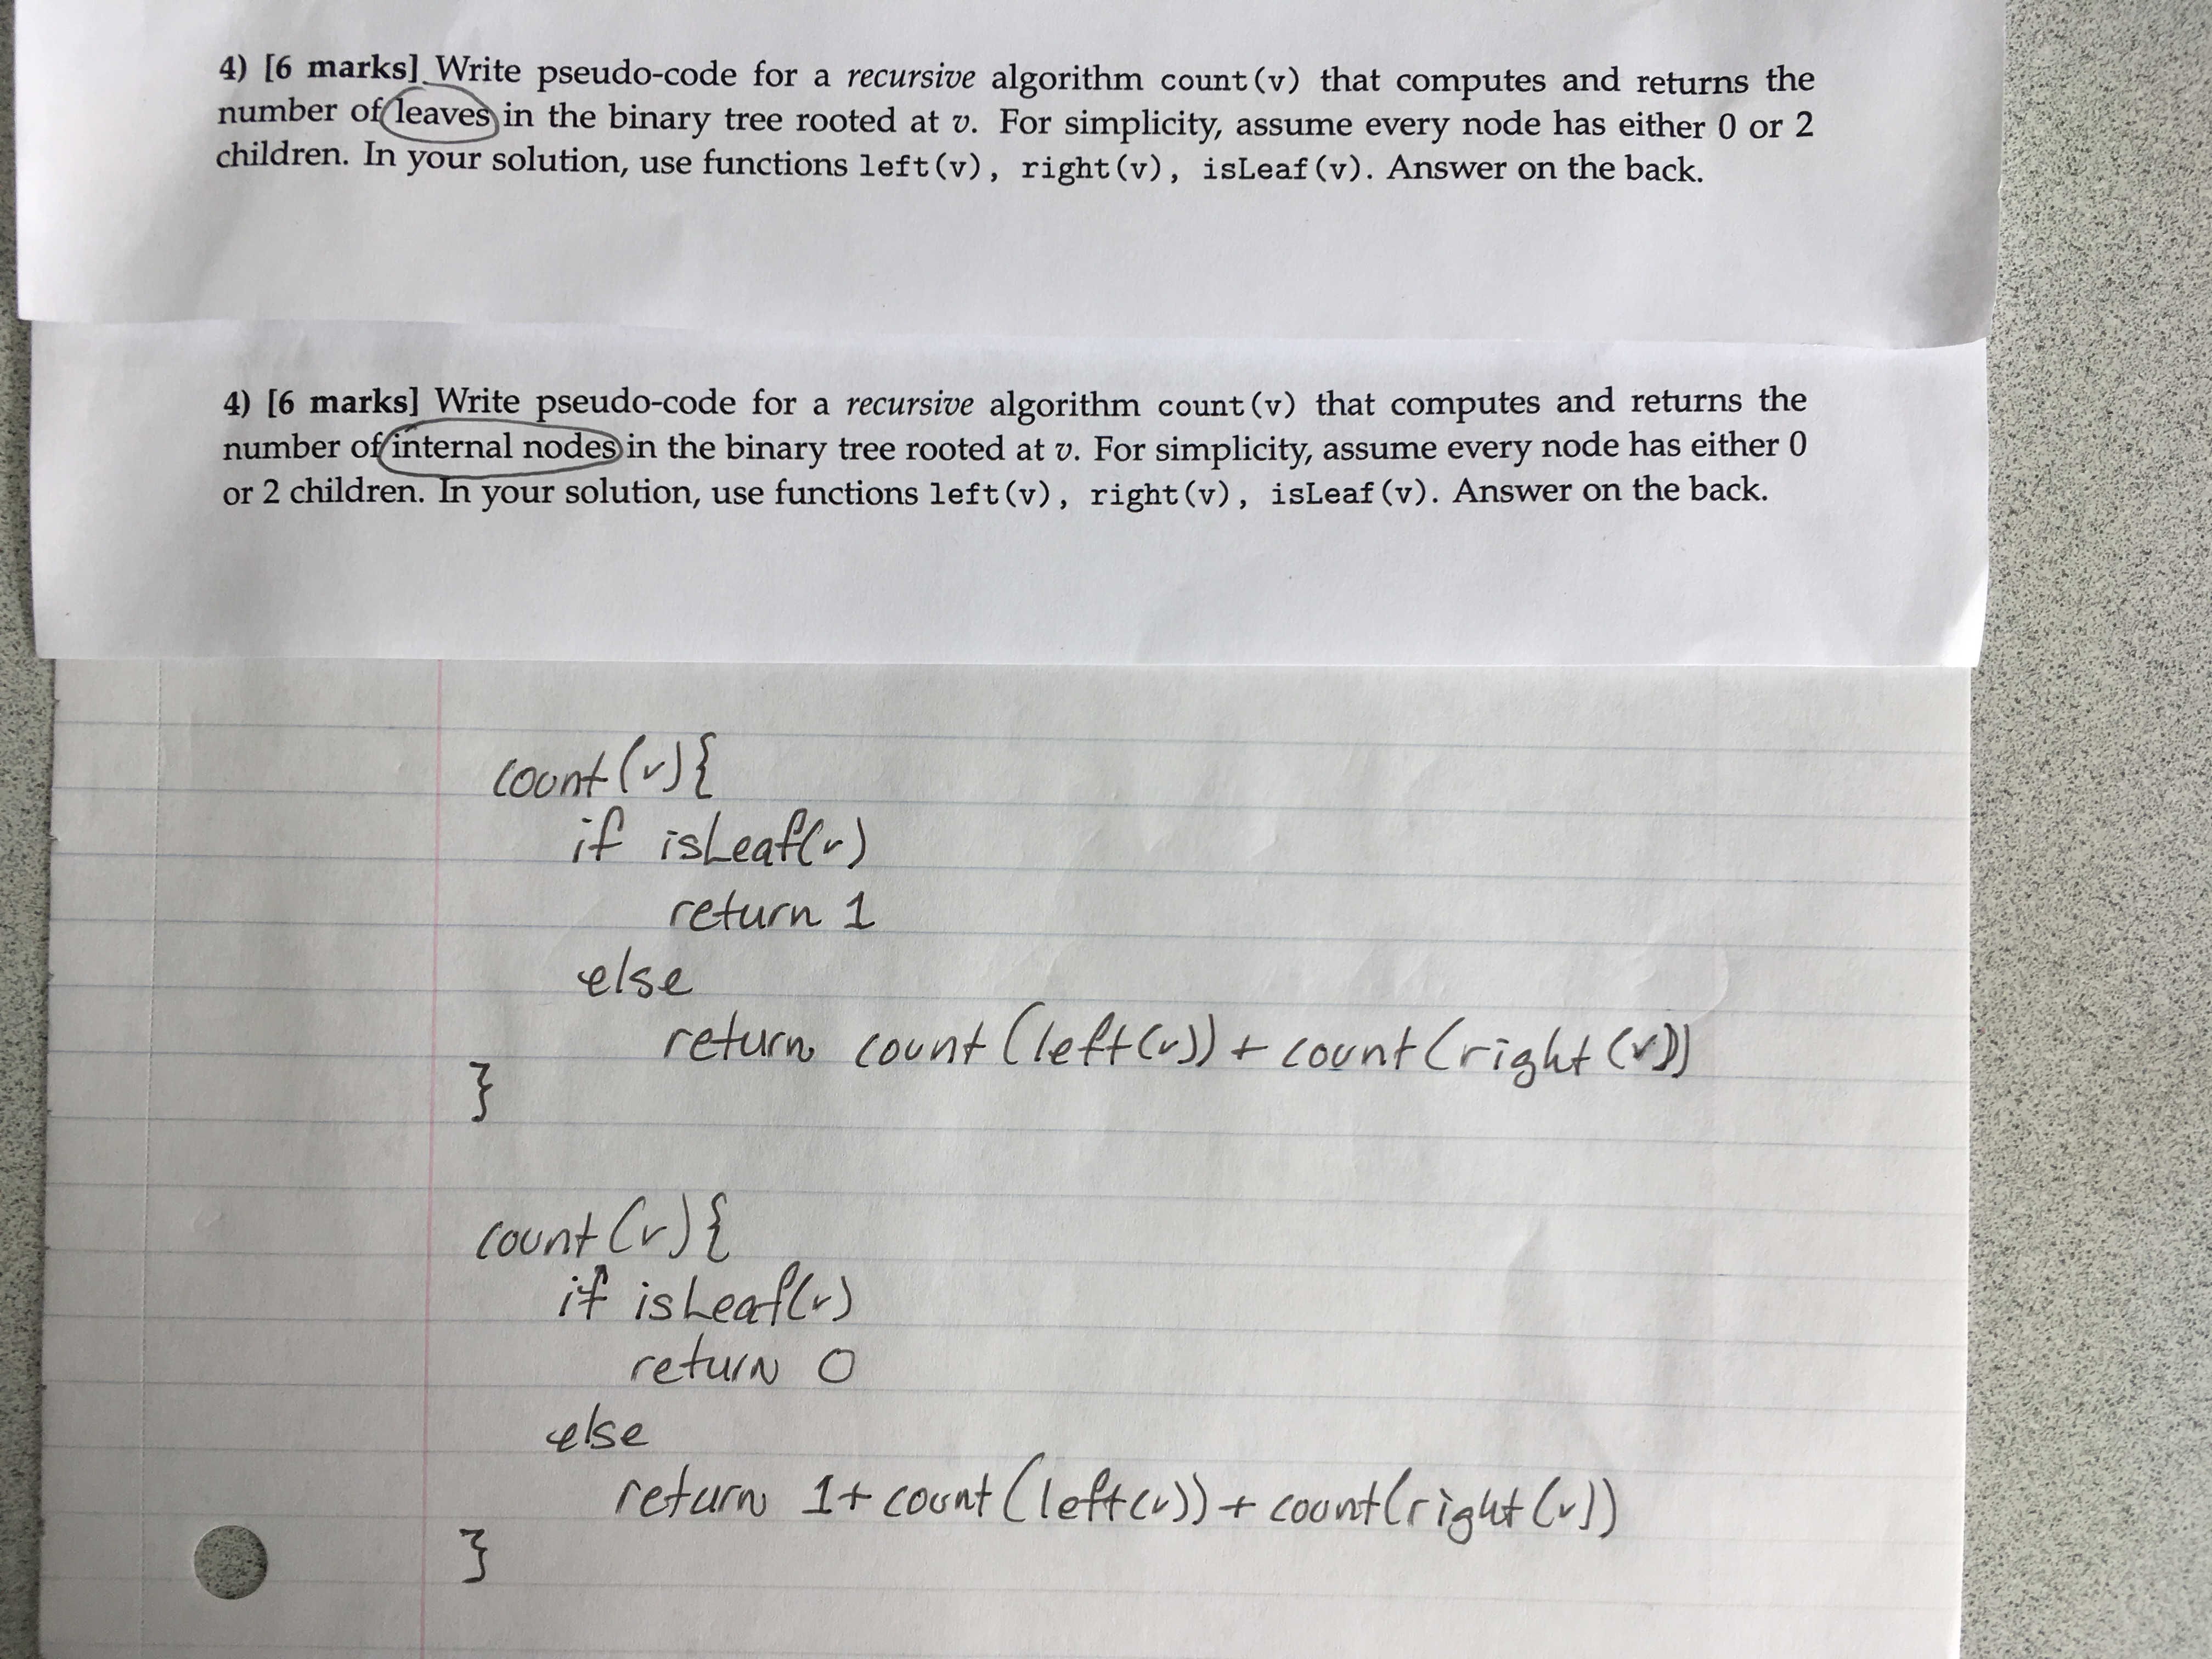 4) [6 marks] Write pseudo-code for a recursive algorithm count(v) that computes and returns the
number of leaves in the binary tree rooted at v. For simplicity, assume every node has either 0 or 2
children. In your solution, use functions left(v), right(v), isLeaf(v). Answer on the back.
4) [6 marks] Write pseudo-code for a recursive algorithm count(v) that computes and returns the
number of internal nodes in the binary tree rooted at v. For simplicity, assume every node has either 0
or 2 children. In your solution, use functions left(v), right(v), isLeaf(v). Answer on the back.
count(v){
if isLeaf(v)
return 1
else
return count(left(v)) + count(right(v))
}
count(v){
if isLeaf(v)
return 0
else
return 1+ count(left(v)) + count(right(v))
}